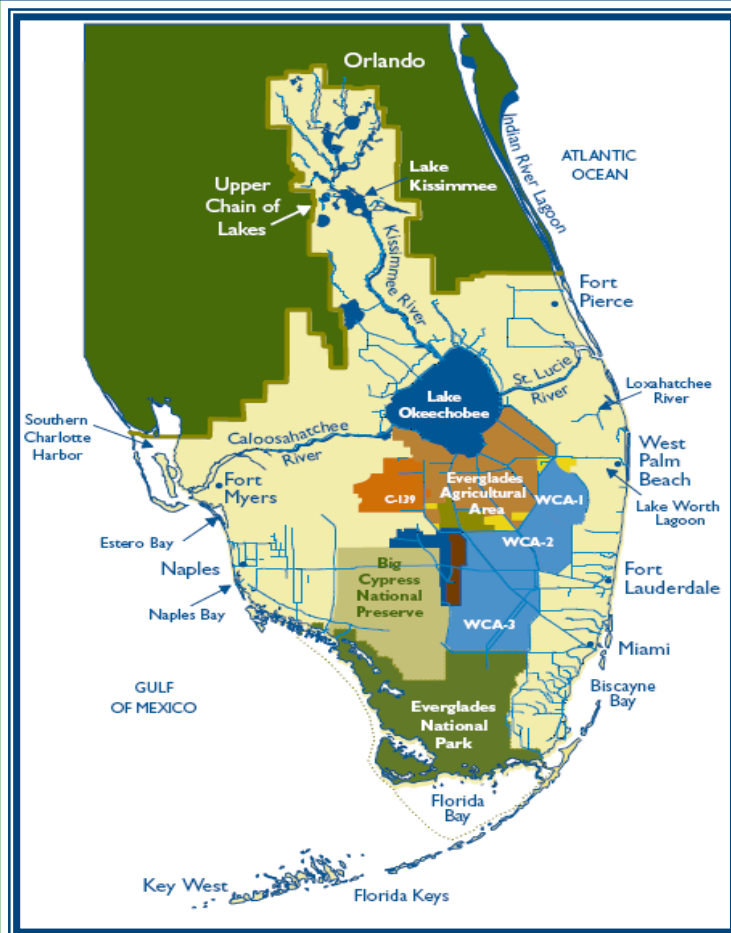 Orlando
Indian River Lagoon
ATLANTIC
OCEAN
Lake
Kissimmee
Upper
Chain of
Lakes
Kissimmee River
Fort
Pierce
St. Lucie
River
Lake
Okeechobee
Loxahatchee
River
Southern
Charlotte
Harbor
Caloosahatchee
River
West
Palm
Beach
Fort
Myers
Everglades
Agricultural
Area
C-139
WCA-1
Lake Worth
Lagoon
Estero Bay
WCA-2
Naples
Big
Cypress
National
Preserve
Fort
Lauderdale
Naples Bay
WCA-3
Miami
GULF
OF MEXICO
Biscayne
Bay
Everglades
National
Park
Florida
Bay
Key West
Florida Keys